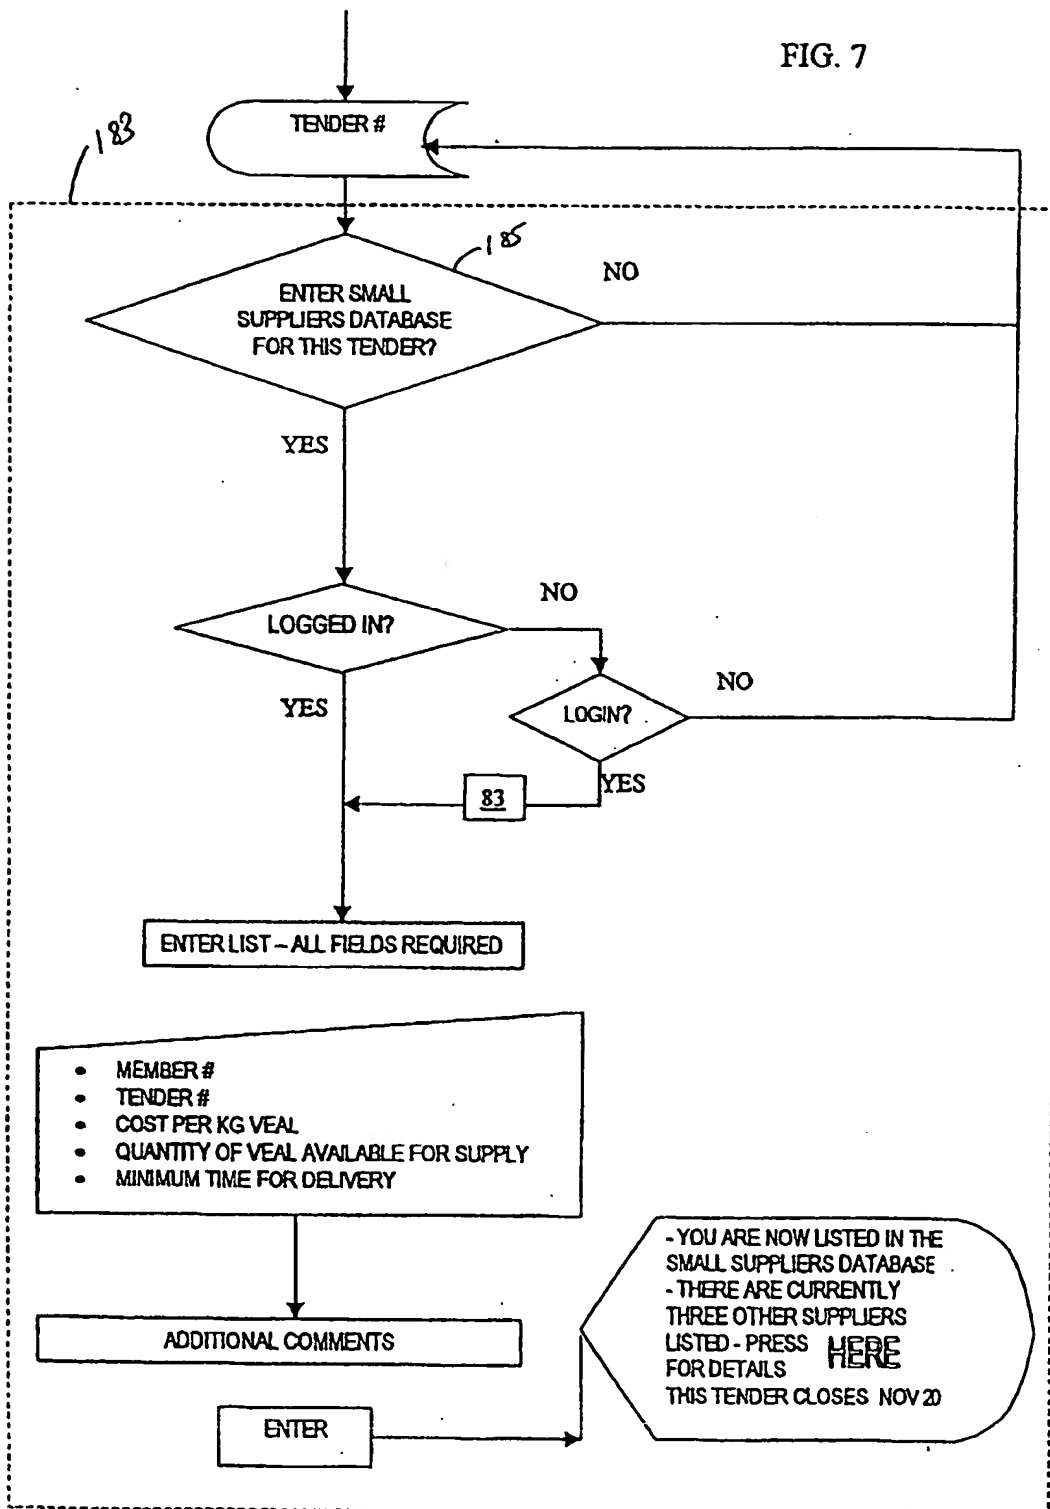 FIG. 7
TENDER #
183
185
ENTER SMALL
SUPPLIERS DATABASE
FOR THIS TENDER?
NO
YES
LOGGED IN?
NO
YES
LOGIN?
NO
YES
83
ENTER LIST – ALL FIELDS REQUIRED
• MEMBER #
• TENDER #
• COST PER KG VEAL
• QUANTITY OF VEAL AVAILABLE FOR SUPPLY
• MINIMUM TIME FOR DELIVERY
ADDITIONAL COMMENTS
ENTER
- YOU ARE NOW LISTED IN THE
SMALL SUPPLIERS DATABASE
- THERE ARE CURRENTLY
THREE OTHER SUPPLIERS
LISTED - PRESS HERE
FOR DETAILS
THIS TENDER CLOSES NOV 20